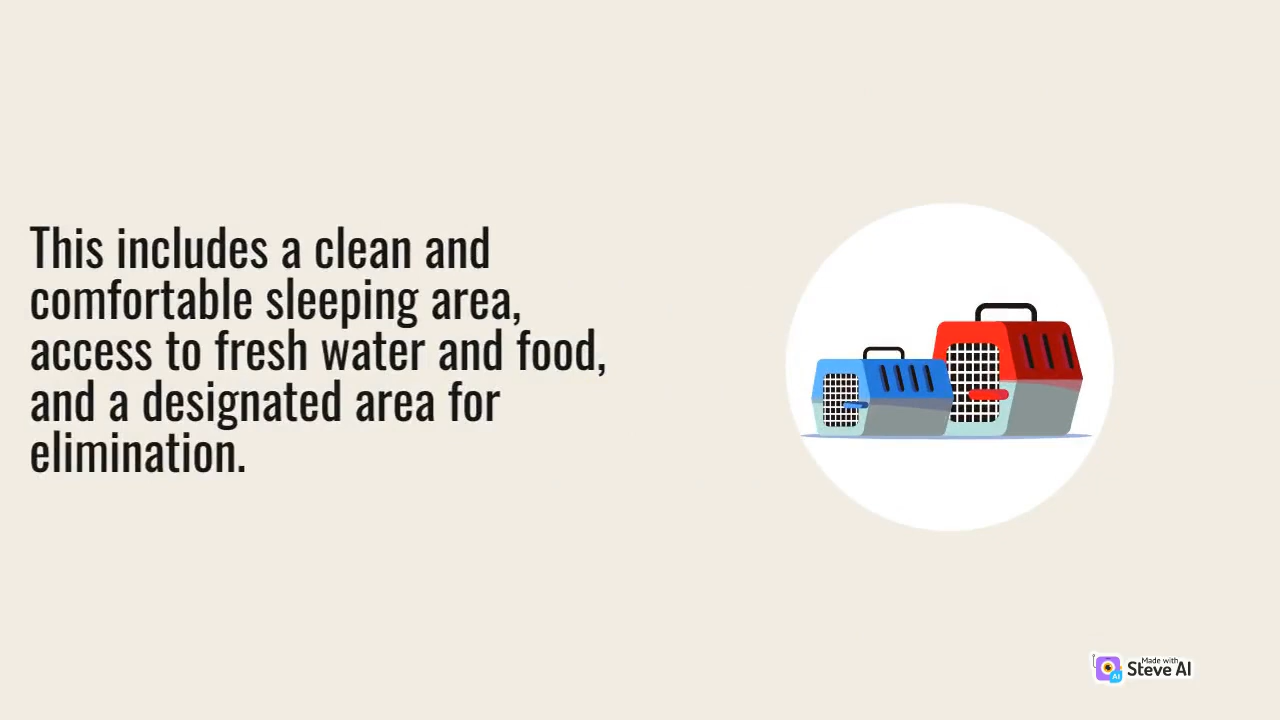 This includes a clean and
comfortable sleeping area,
access to fresh water and food,
and a designated area for
elimination.
Made with
Steve AI
AI